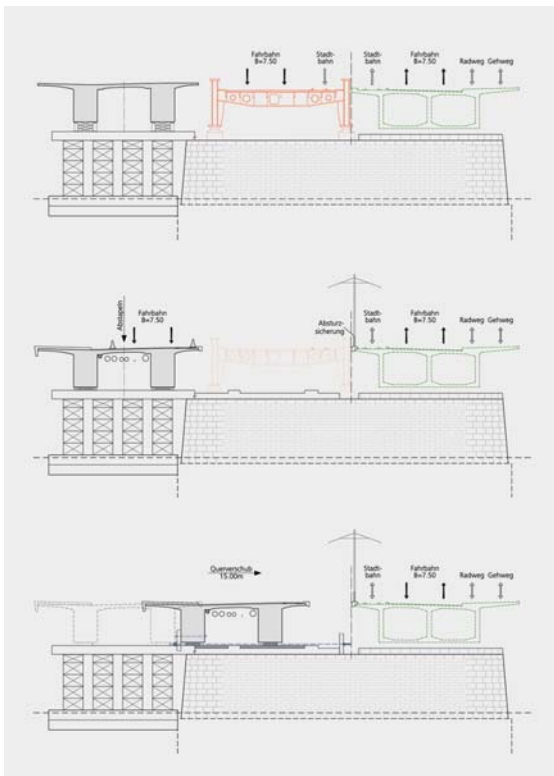 Fahrbahn
B=7.50
Stadt-
bahn
Stadt-
bahn
Fahrbahn
B=7.50
Radweg
Gehweg
Abstapeln
Fahrbahn
B=7.50
Absturz-
sicherung
Stadt-
bahn
Fahrbahn
B=7.50
Radweg
Gehweg
Querverschub
15.00m
Stadt-
bahn
Fahrbahn
B=7.50
Radweg
Gehweg